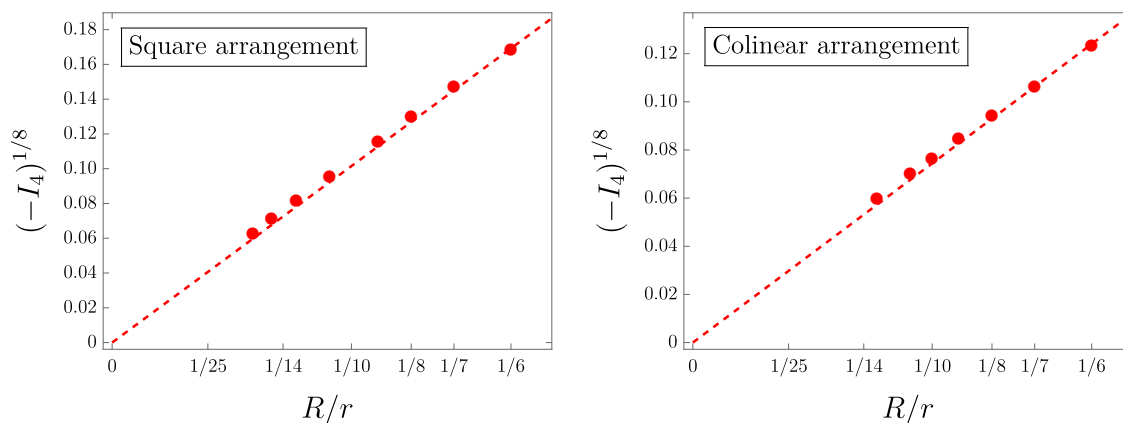 Square arrangement
(-I₄)^{1/8}
0.18
0.16
0.14
0.12
0.10
0.08
0.06
0.04
0.02
0
0 1/25 1/14 1/10 1/8 1/7 1/6
R/r
Colinear arrangement
(-I₄)^{1/8}
0.12
0.10
0.08
0.06
0.04
0.02
0
0 1/25 1/14 1/10 1/8 1/7 1/6
R/r